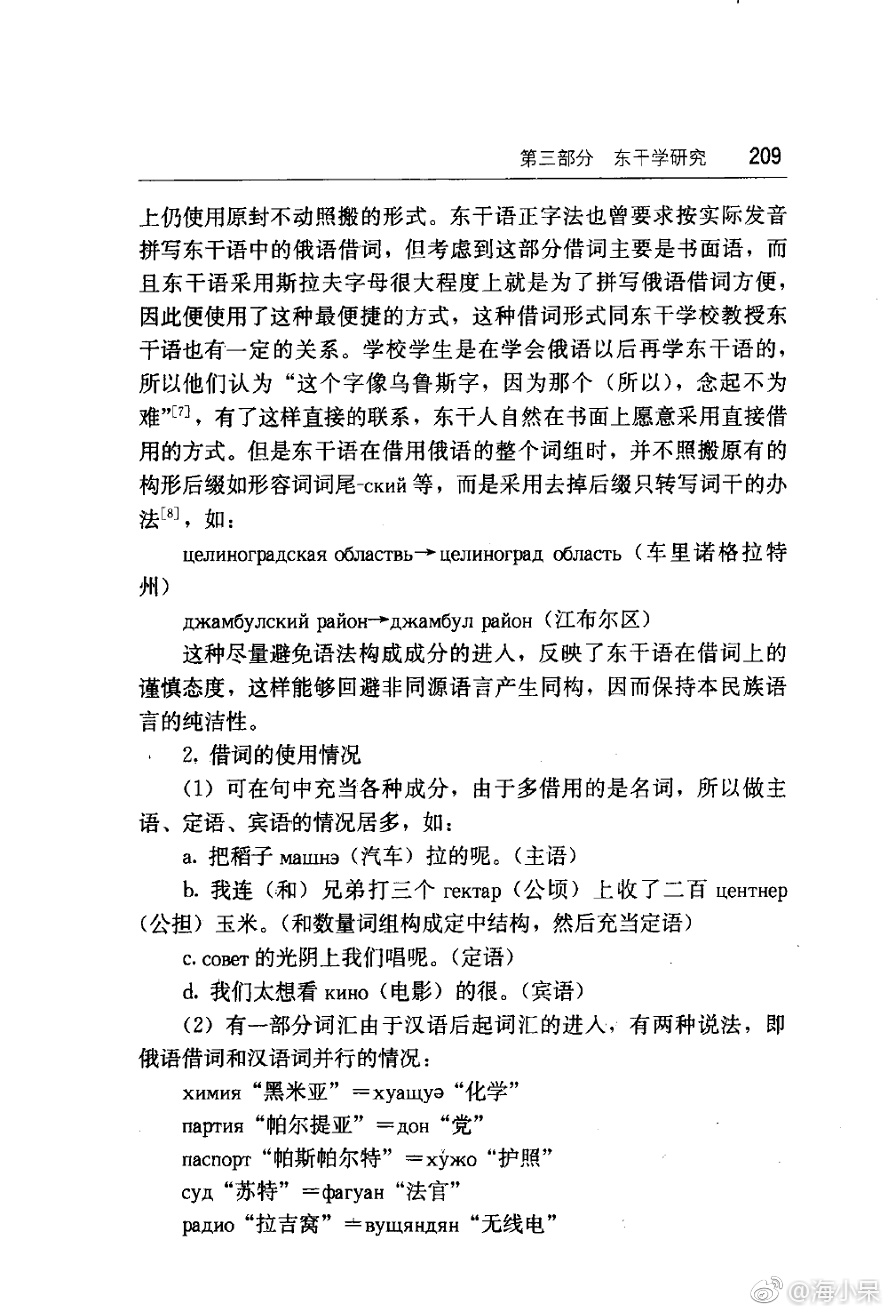 第三部分 东干学研究 209
上仍使用原封不动照搬的形式。东干语正字法也曾要求按实际发音
拼写东干语中的俄语借词，但考虑到这部分借词主要是书面语，而
且东干语采用斯拉夫字母很大程度上就是为了拼写俄语借词方便，
因此便使用了这种最便捷的方式，这种借词形式同东干学校教授东
干语也有一定的关系。学校学生是在学会俄语以后再学东干语的，
所以他们认为“这个字像乌鲁斯字，因为那个（所以），念起不为
难”[7]，有了这样直接的联系，东干人自然在书面上愿意采用直接借
用的方式。但是东干语在借用俄语的整个词组时，并不照搬原有的
构形后缀如形容词词尾-ский 等，而是采用去掉后缀只转写词干的办
法[8]，如：
целиноградская областвь→целиноград область（车里诺格拉特
州）
джамбулский район→джамбул район（江布尔区）
这种尽量避免语法构成成分的进人，反映了东干语在借词上的
谨慎态度，这样能够回避非同源语言产生同构，因而保持本民族语
言的纯洁性。
2. 借词的使用情况
（1）可在句中充当各种成分，由于多借用的是名词，所以做主
语、定语、宾语的情况居多，如：
a. 把稻子 машнэ（汽车）拉的呢。（主语）
b. 我连（和）兄弟打三个 гектар（公顷）上收了二百 центнер
（公担）玉米。（和数量词组构成定中结构，然后充当定语）
c. совет 的光阴上我们唱呢。（定语）
d. 我们太想看 кино（电影）的很。（宾语）
（2）有一部分词汇由于汉语后起词汇的进人，有两种说法，即
俄语借词和汉语词并行的情况：
химия“黑米亚”＝хуащуә“化学”
партия“帕尔提亚”＝дон“党”
паспорт“帕斯帕尔特”＝хўжо“护照”
суд“苏特”＝фагуан“法官”
радио“拉吉窝”＝вущяндян“无线电”
@海小呆